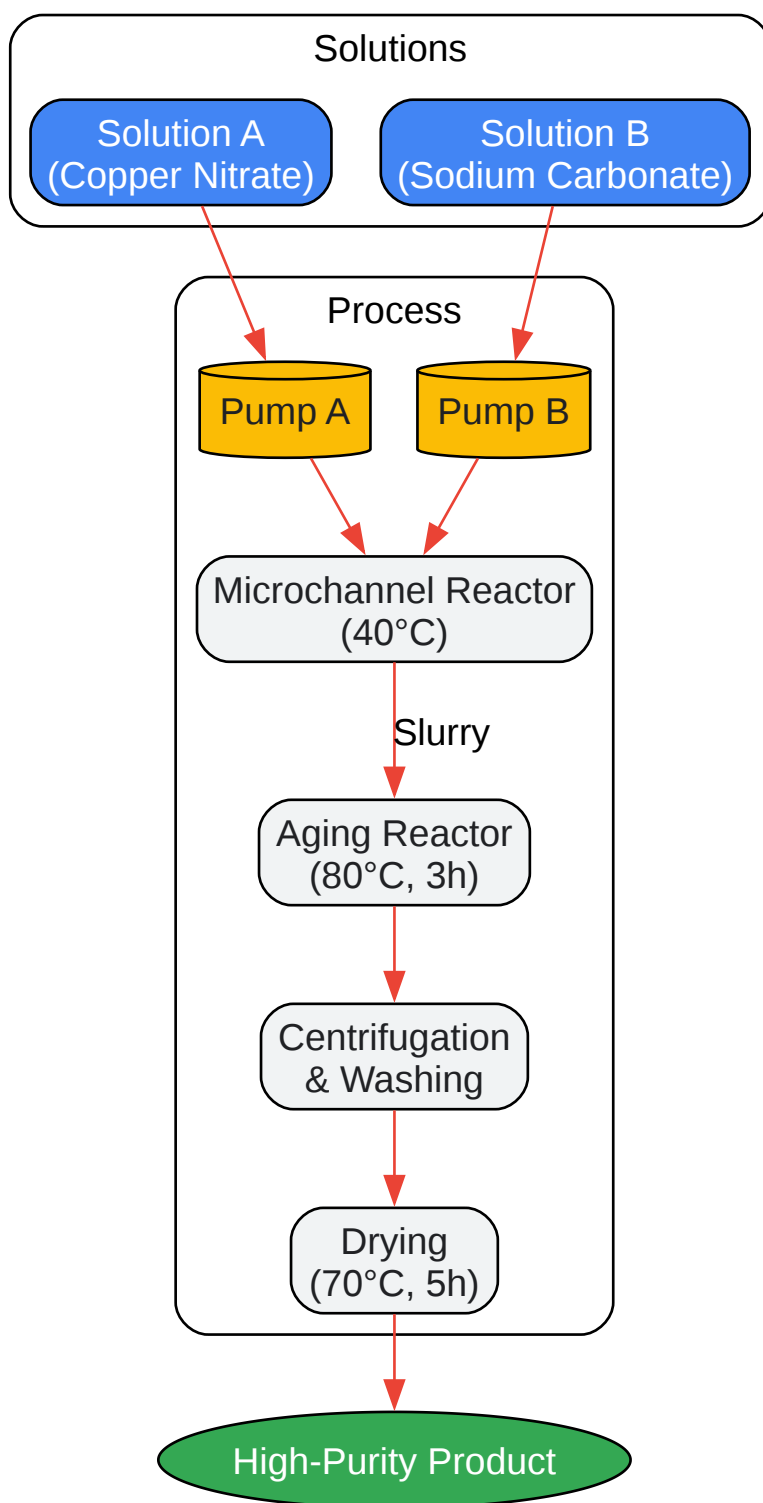 Solutions
Solution A
(Copper Nitrate)
Solution B
(Sodium Carbonate)
Process
Pump A
Pump B
Microchannel Reactor
(40°C)
Slurry
Aging Reactor
(80°C, 3h)
Centrifugation
& Washing
Drying
(70°C, 5h)
High-Purity Product